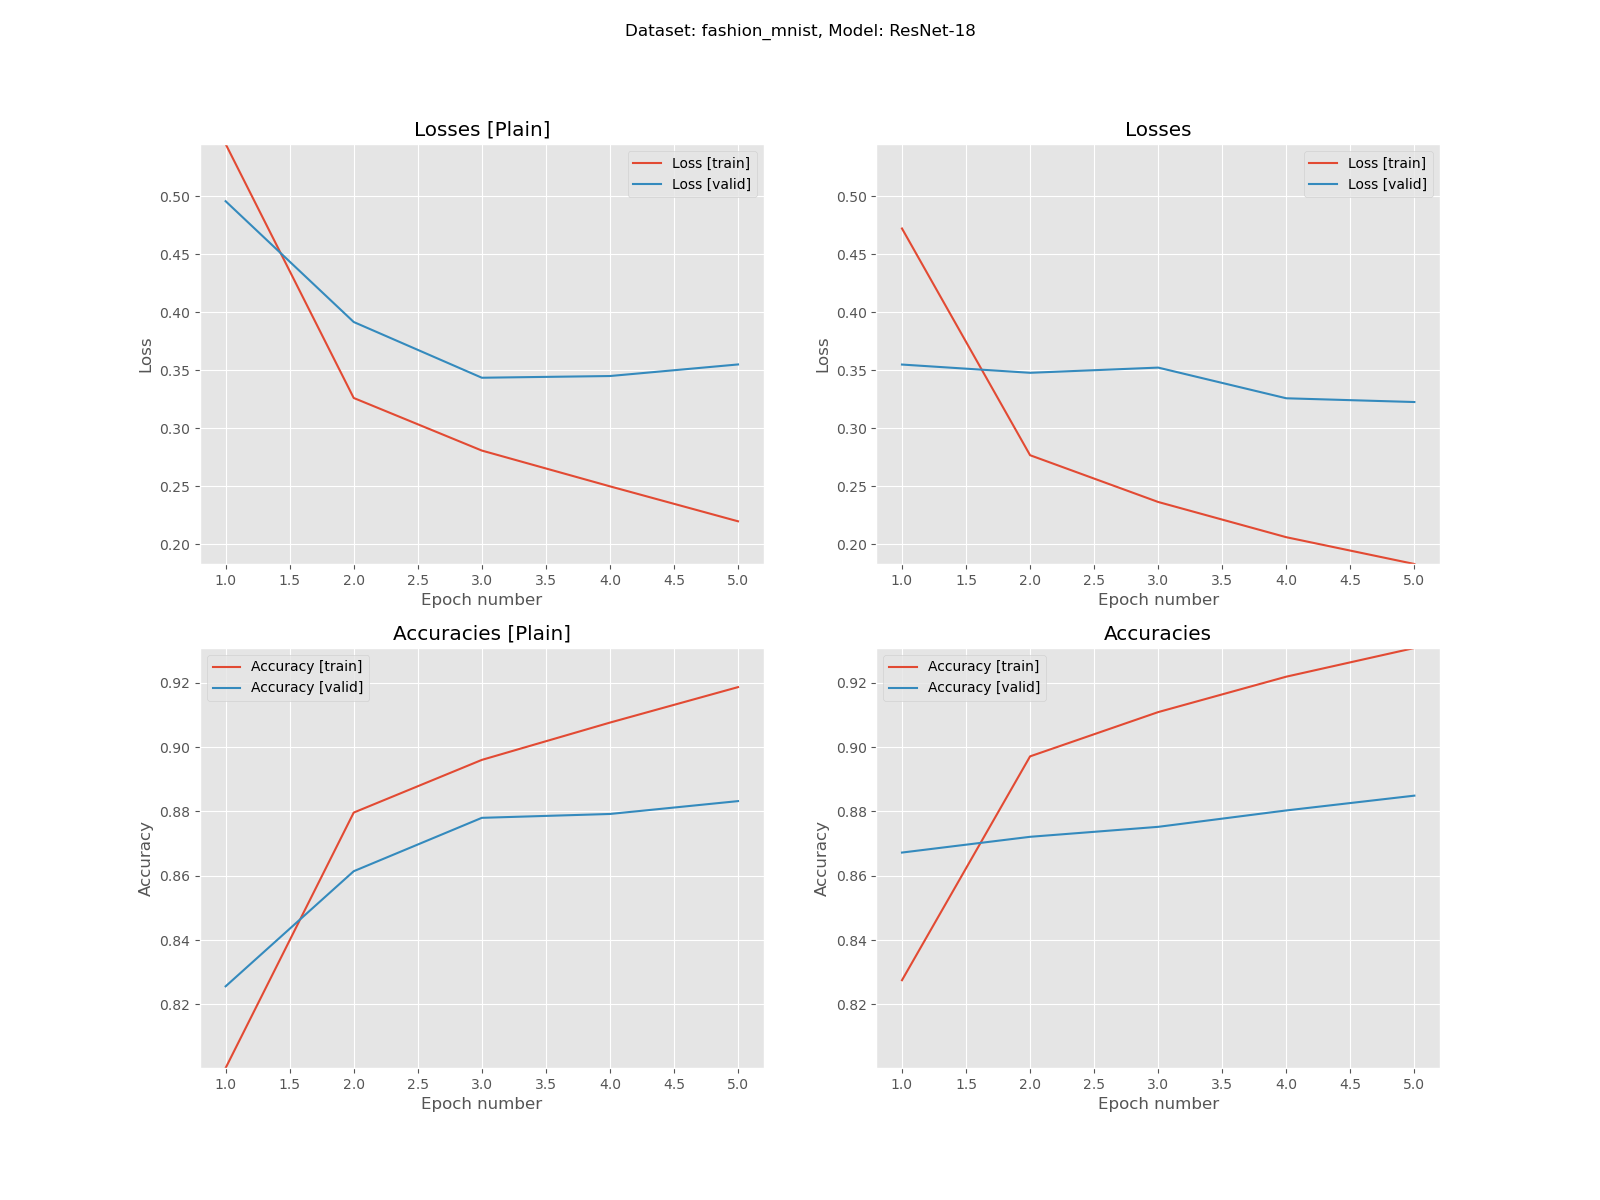 Dataset: fashion_mnist, Model: ResNet-18
Losses [Plain]
Loss [train]
Loss [valid]
0.50
0.45
0.40
0.35
0.30
0.25
0.20
Loss
1.0 1.5 2.0 2.5 3.0 3.5 4.0 4.5 5.0
Epoch number
Losses
Loss [train]
Loss [valid]
0.50
0.45
0.40
0.35
0.30
0.25
0.20
Loss
1.0 1.5 2.0 2.5 3.0 3.5 4.0 4.5 5.0
Epoch number
Accuracies [Plain]
Accuracy [train]
Accuracy [valid]
0.92
0.90
0.88
0.86
0.84
0.82
Accuracy
1.0 1.5 2.0 2.5 3.0 3.5 4.0 4.5 5.0
Epoch number
Accuracies
Accuracy [train]
Accuracy [valid]
0.92
0.90
0.88
0.86
0.84
0.82
Accuracy
1.0 1.5 2.0 2.5 3.0 3.5 4.0 4.5 5.0
Epoch number